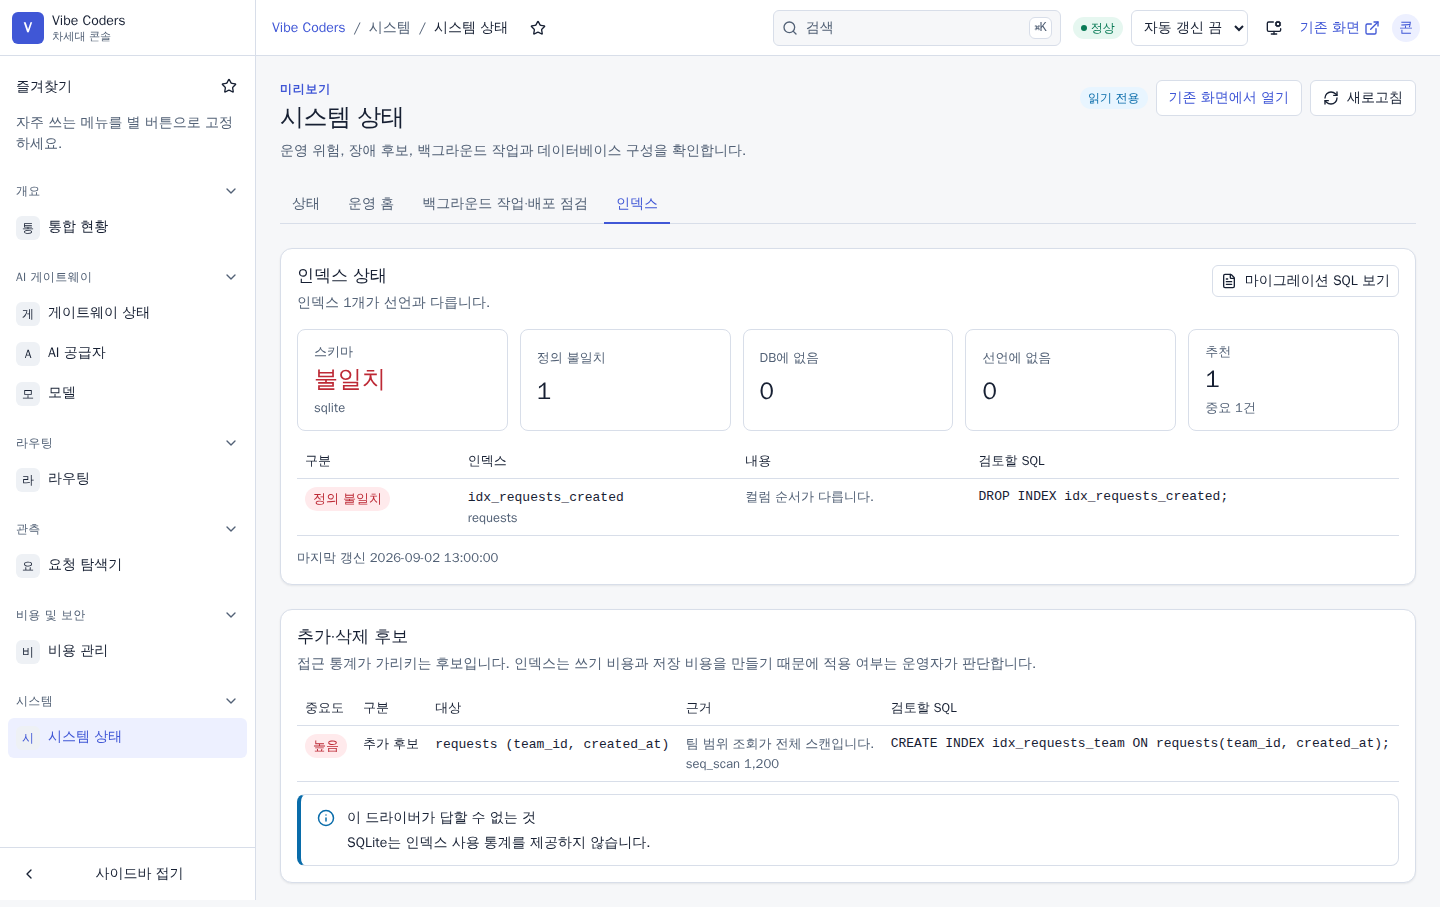 V
Vibe Coders
차세대 콘솔
Vibe Coders / 시스템 / 시스템 상태
검색
⌘K
정상
자동 갱신 끔
기존 화면
콘
즐겨찾기
자주 쓰는 메뉴를 별 버튼으로 고정
하세요.
개요
통 통합 현황
AI 게이트웨이
게 게이트웨이 상태
A AI 공급자
모 모델
라우팅
라 라우팅
관측
요 요청 탐색기
비용 및 보안
비 비용 관리
시스템
시 시스템 상태
사이드바 접기
미리보기
시스템 상태
운영 위험, 장애 후보, 백그라운드 작업과 데이터베이스 구성을 확인합니다.
읽기 전용
기존 화면에서 열기
새로고침
상태 운영 홈 백그라운드 작업·배포 점검 인덱스
인덱스 상태
인덱스 1개가 선언과 다릅니다.
마이그레이션 SQL 보기
스키마
불일치
sqlite
정의 불일치
1
DB에 없음
0
선언에 없음
0
추천
1
중요 1건
구분 인덱스 내용 검토할 SQL
정의 불일치 idx_requests_created 컬럼 순서가 다릅니다. DROP INDEX idx_requests_created;
requests
마지막 갱신 2026-09-02 13:00:00
추가·삭제 후보
접근 통계가 가리키는 후보입니다. 인덱스는 쓰기 비용과 저장 비용을 만들기 때문에 적용 여부는 운영자가 판단합니다.
중요도 구분 대상 근거 검토할 SQL
높음 추가 후보 requests (team_id, created_at) 팀 범위 조회가 전체 스캔입니다. CREATE INDEX idx_requests_team ON requests(team_id, created_at);
seq_scan 1,200
이 드라이버가 답할 수 없는 것
SQLite는 인덱스 사용 통계를 제공하지 않습니다.